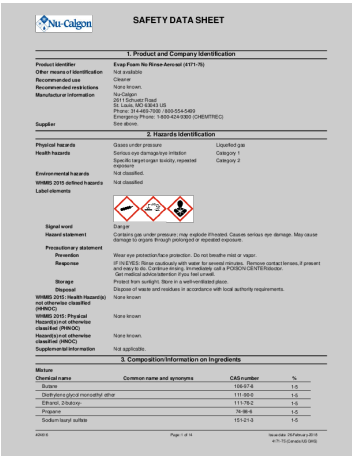 Nu-Calgon
SAFETY DATA SHEET
1. Product and Company Identification
Product identifier Evap Foam No Rinse-Aerosol (4171-75)
Other means of identification Not available
Recommended use Cleaner
Recommended restrictions None known.
Manufacturer information Nu-Calgon
2611 Schuetz Road
St. Louis, MO 63043 US
Phone: 314-469-7000 / 800-554-5499
Emergency Phone: 1-800-424-9300 (CHEMTREC)
Supplier See above.
2. Hazards Identification
Physical hazards Gases under pressure Liquefied gas
Health hazards Serious eye damage/eye irritation Category 1
Specific target organ toxicity, repeated Category 2
exposure
Environmental hazards Not classified.
WHMIS 2015 defined hazards Not classified
Label elements
Signal word Danger
Hazard statement Contains gas under pressure; may explode if heated. Causes serious eye damage. May cause
damage to organs through prolonged or repeated exposure.
Precautionary statement
Prevention Wear eye protection/face protection. Do not breathe mist or vapor.
Response IF IN EYES: Rinse cautiously with water for several minutes. Remove contact lenses, if present
and easy to do. Continue rinsing. Immediately call a POISON CENTER/doctor.
Get medical advice/attention if you feel unwell.
Storage Protect from sunlight. Store in a well-ventilated place.
Disposal Dispose of waste and residues in accordance with local authority requirements.
WHMIS 2015: Health Hazard(s) None known
not otherwise classified
(HHNOC)
WHMIS 2015: Physical None known
Hazard(s) not otherwise
classified (PHNOC)
Hazard(s) not otherwise None known.
classified (HNOC)
Supplemental information Not applicable.
3. Composition/Information on Ingredients
Mixture
Chemical name Common name and synonyms CAS number %
Butane 106-97-8 1-5
Diethylene glycol monoethyl ether 111-90-0 1-5
Ethanol, 2-butoxy- 111-76-2 1-5
Propane 74-98-6 1-5
Sodium lauryl sulfate 151-21-3 1-5
Page: 1 of 14